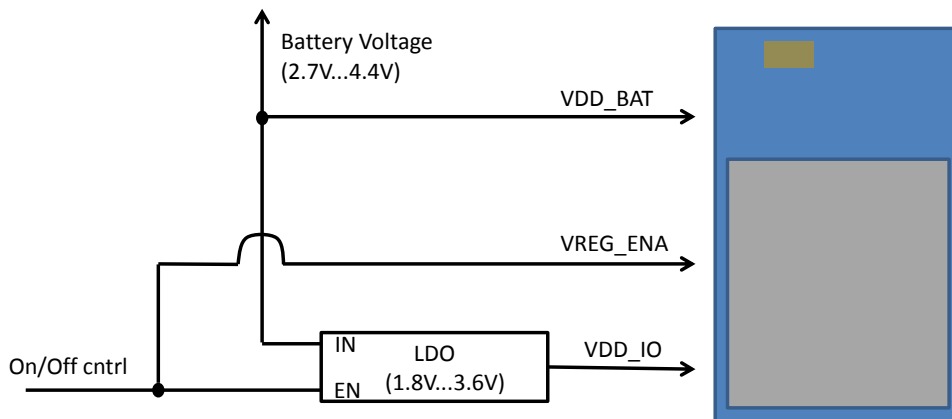 Battery Voltage
(2.7V...4.4V)
VDD_BAT
VREG_ENA
On/Off cntrl
IN
EN
LDO
(1.8V...3.6V)
VDD_IO